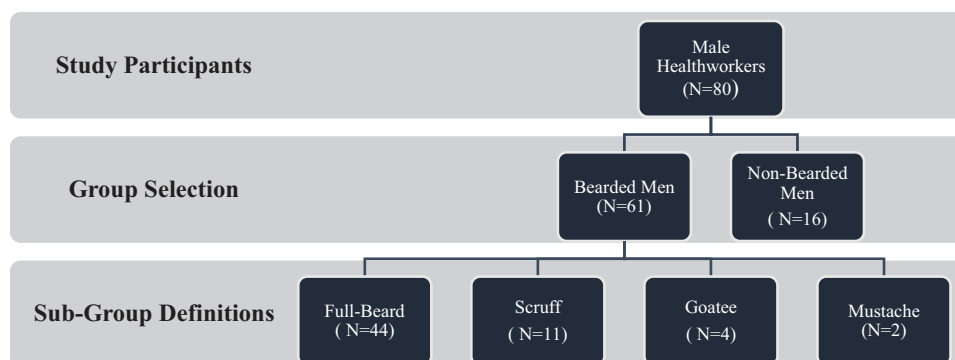 Study Participants
Male
Healthworkers
(N=80)
Group Selection
Bearded Men
(N=61)
Non-Bearded
Men
( N=16)
Sub-Group Definitions
Full-Beard
( N=44)
Scruff
( N=11)
Goatee
( N=4)
Mustache
(N=2)